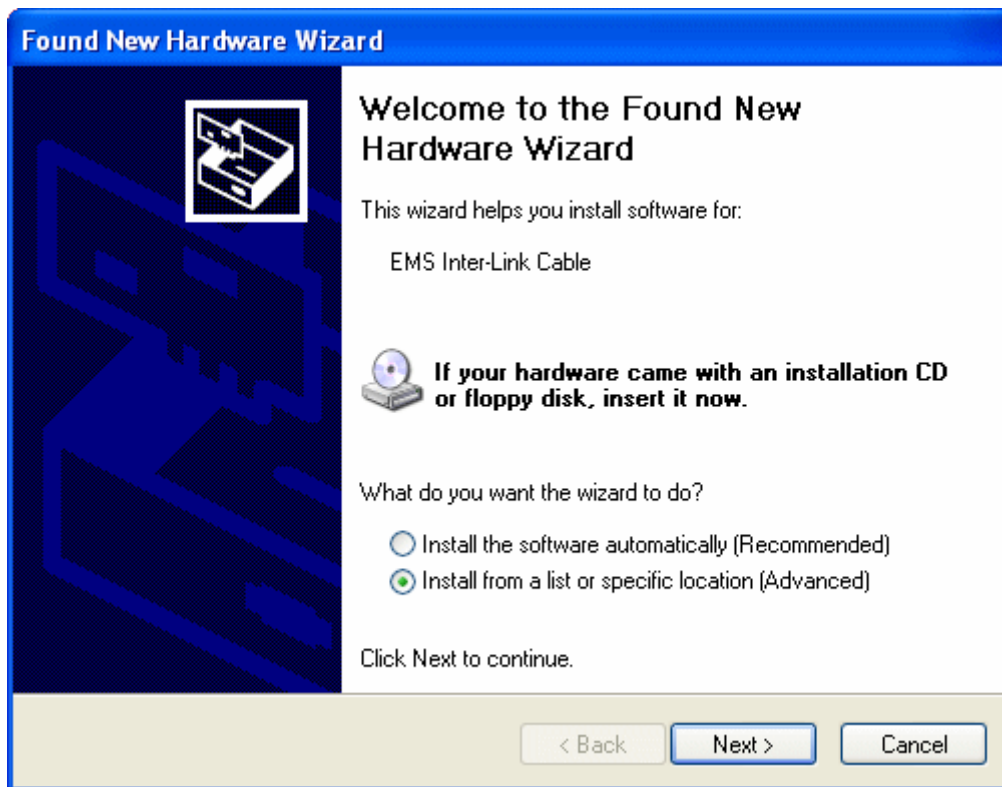 Found New Hardware Wizard
Welcome to the Found New
Hardware Wizard
This wizard helps you install software for:
EMS Inter-Link Cable
If your hardware came with an installation CD
or floppy disk, insert it now.
What do you want the wizard to do?
Install the software automatically (Recommended)
Install from a list or specific location (Advanced)
Click Next to continue.
< Back Next > Cancel